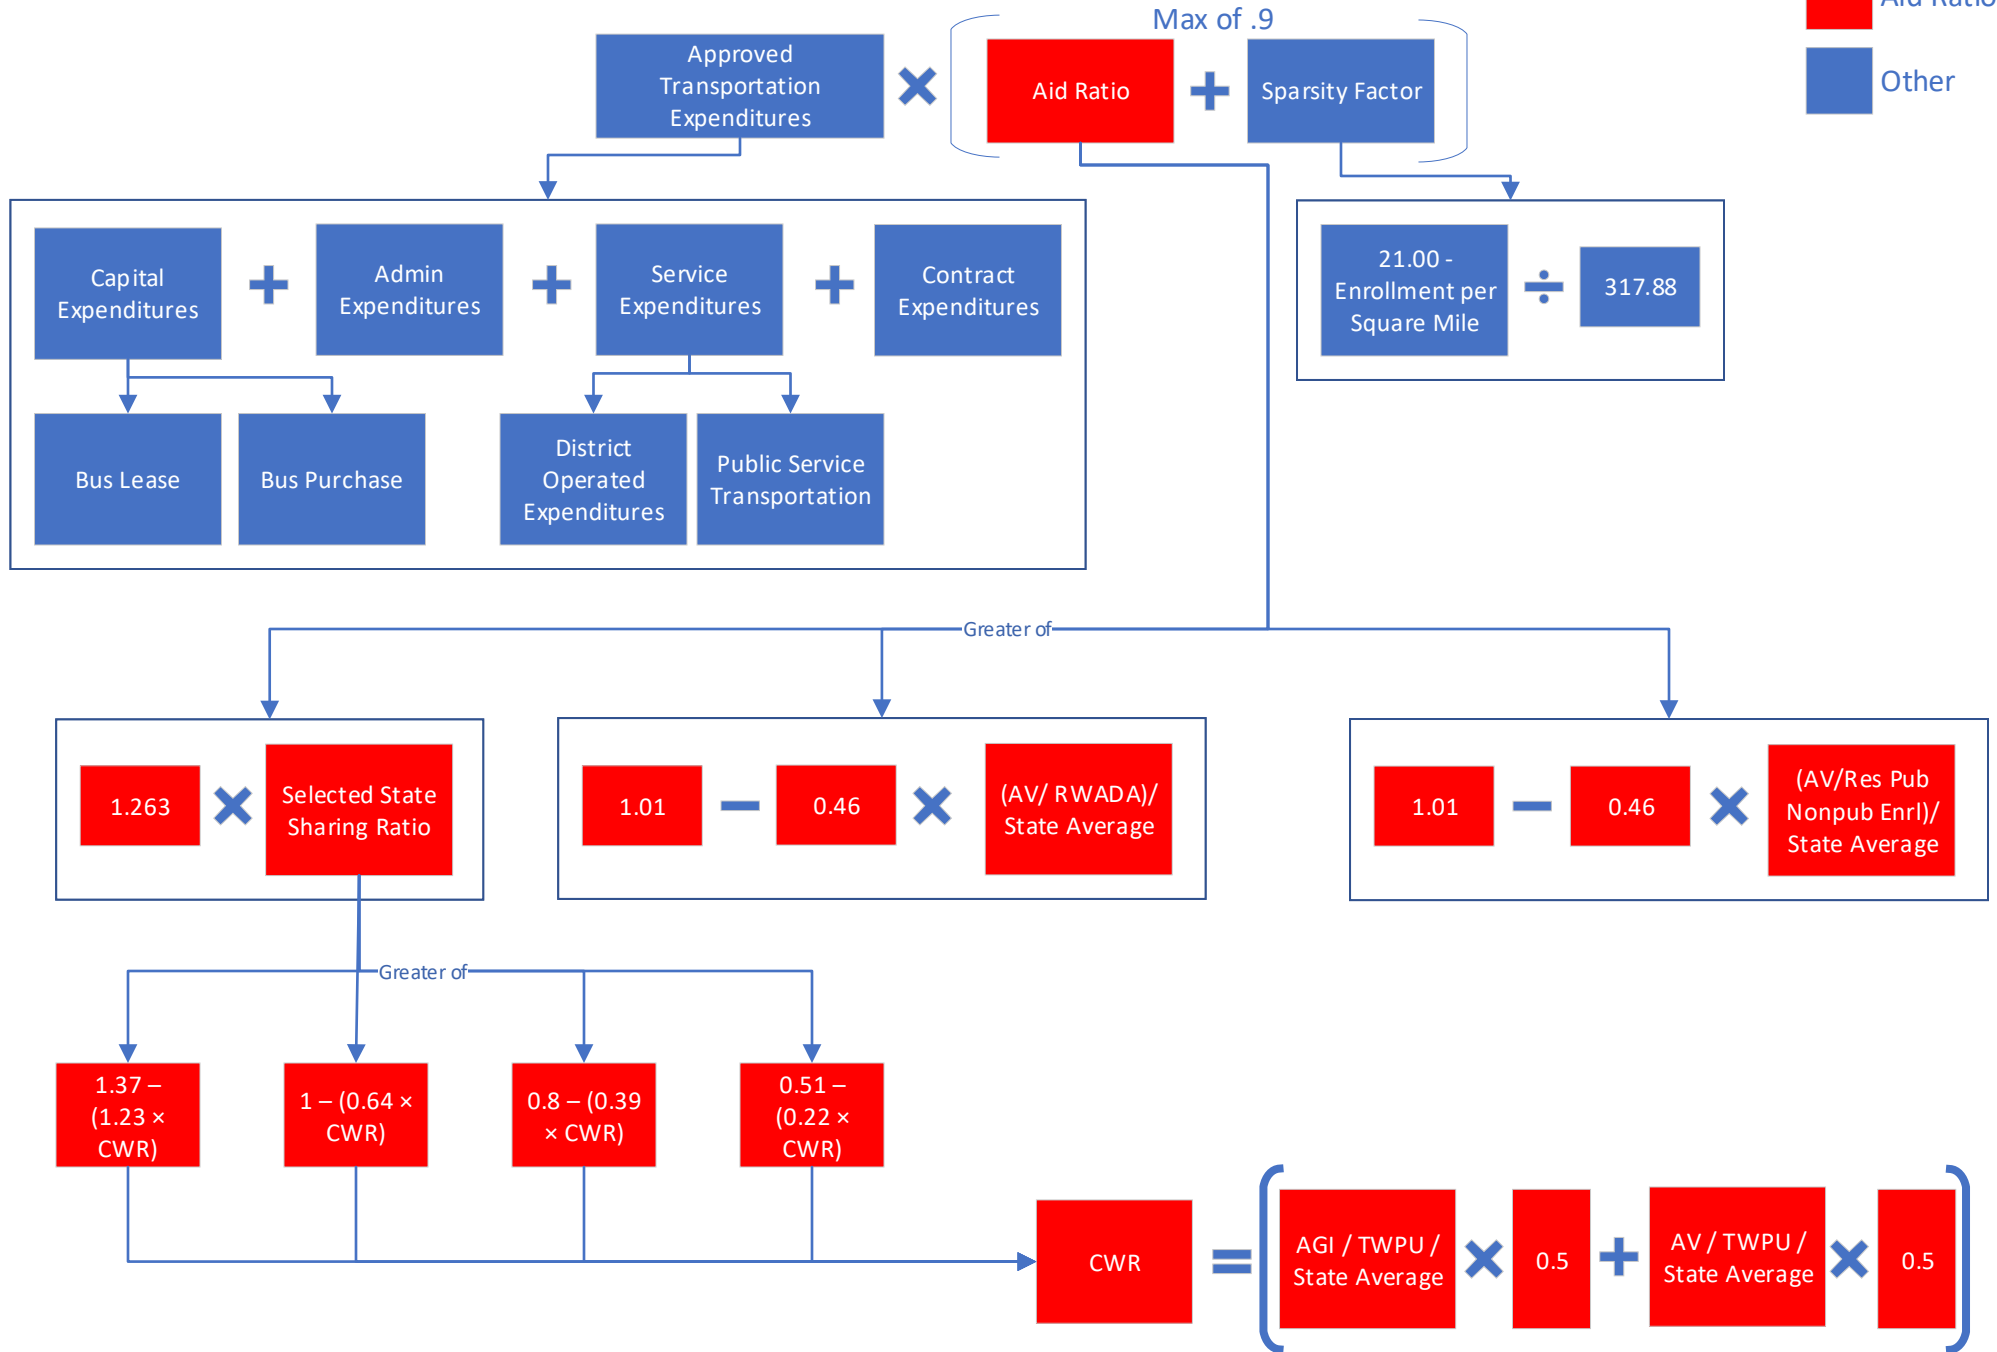 Max of .9
Aid Ratio
Other
Approved
Transportation
Expenditures
Aid Ratio
Sparsity Factor
Capital
Expenditures
Admin
Expenditures
Service
Expenditures
Contract
Expenditures
21.00 -
Enrollment per
Square Mile
317.88
Bus Lease
Bus Purchase
District
Operated
Expenditures
Public Service
Transportation
Greater of
1.263
Selected State
Sharing Ratio
1.01
0.46
(AV/ RWADA)/
State Average
1.01
0.46
(AV/Res Pub
Nonpub Enrl)/
State Average
Greater of
1.37 –
(1.23 ×
CWR)
1 – (0.64 ×
CWR)
0.8 – (0.39
× CWR)
0.51 –
(0.22 ×
CWR)
CWR
AGI / TWPU /
State Average
0.5
AV / TWPU /
State Average
0.5